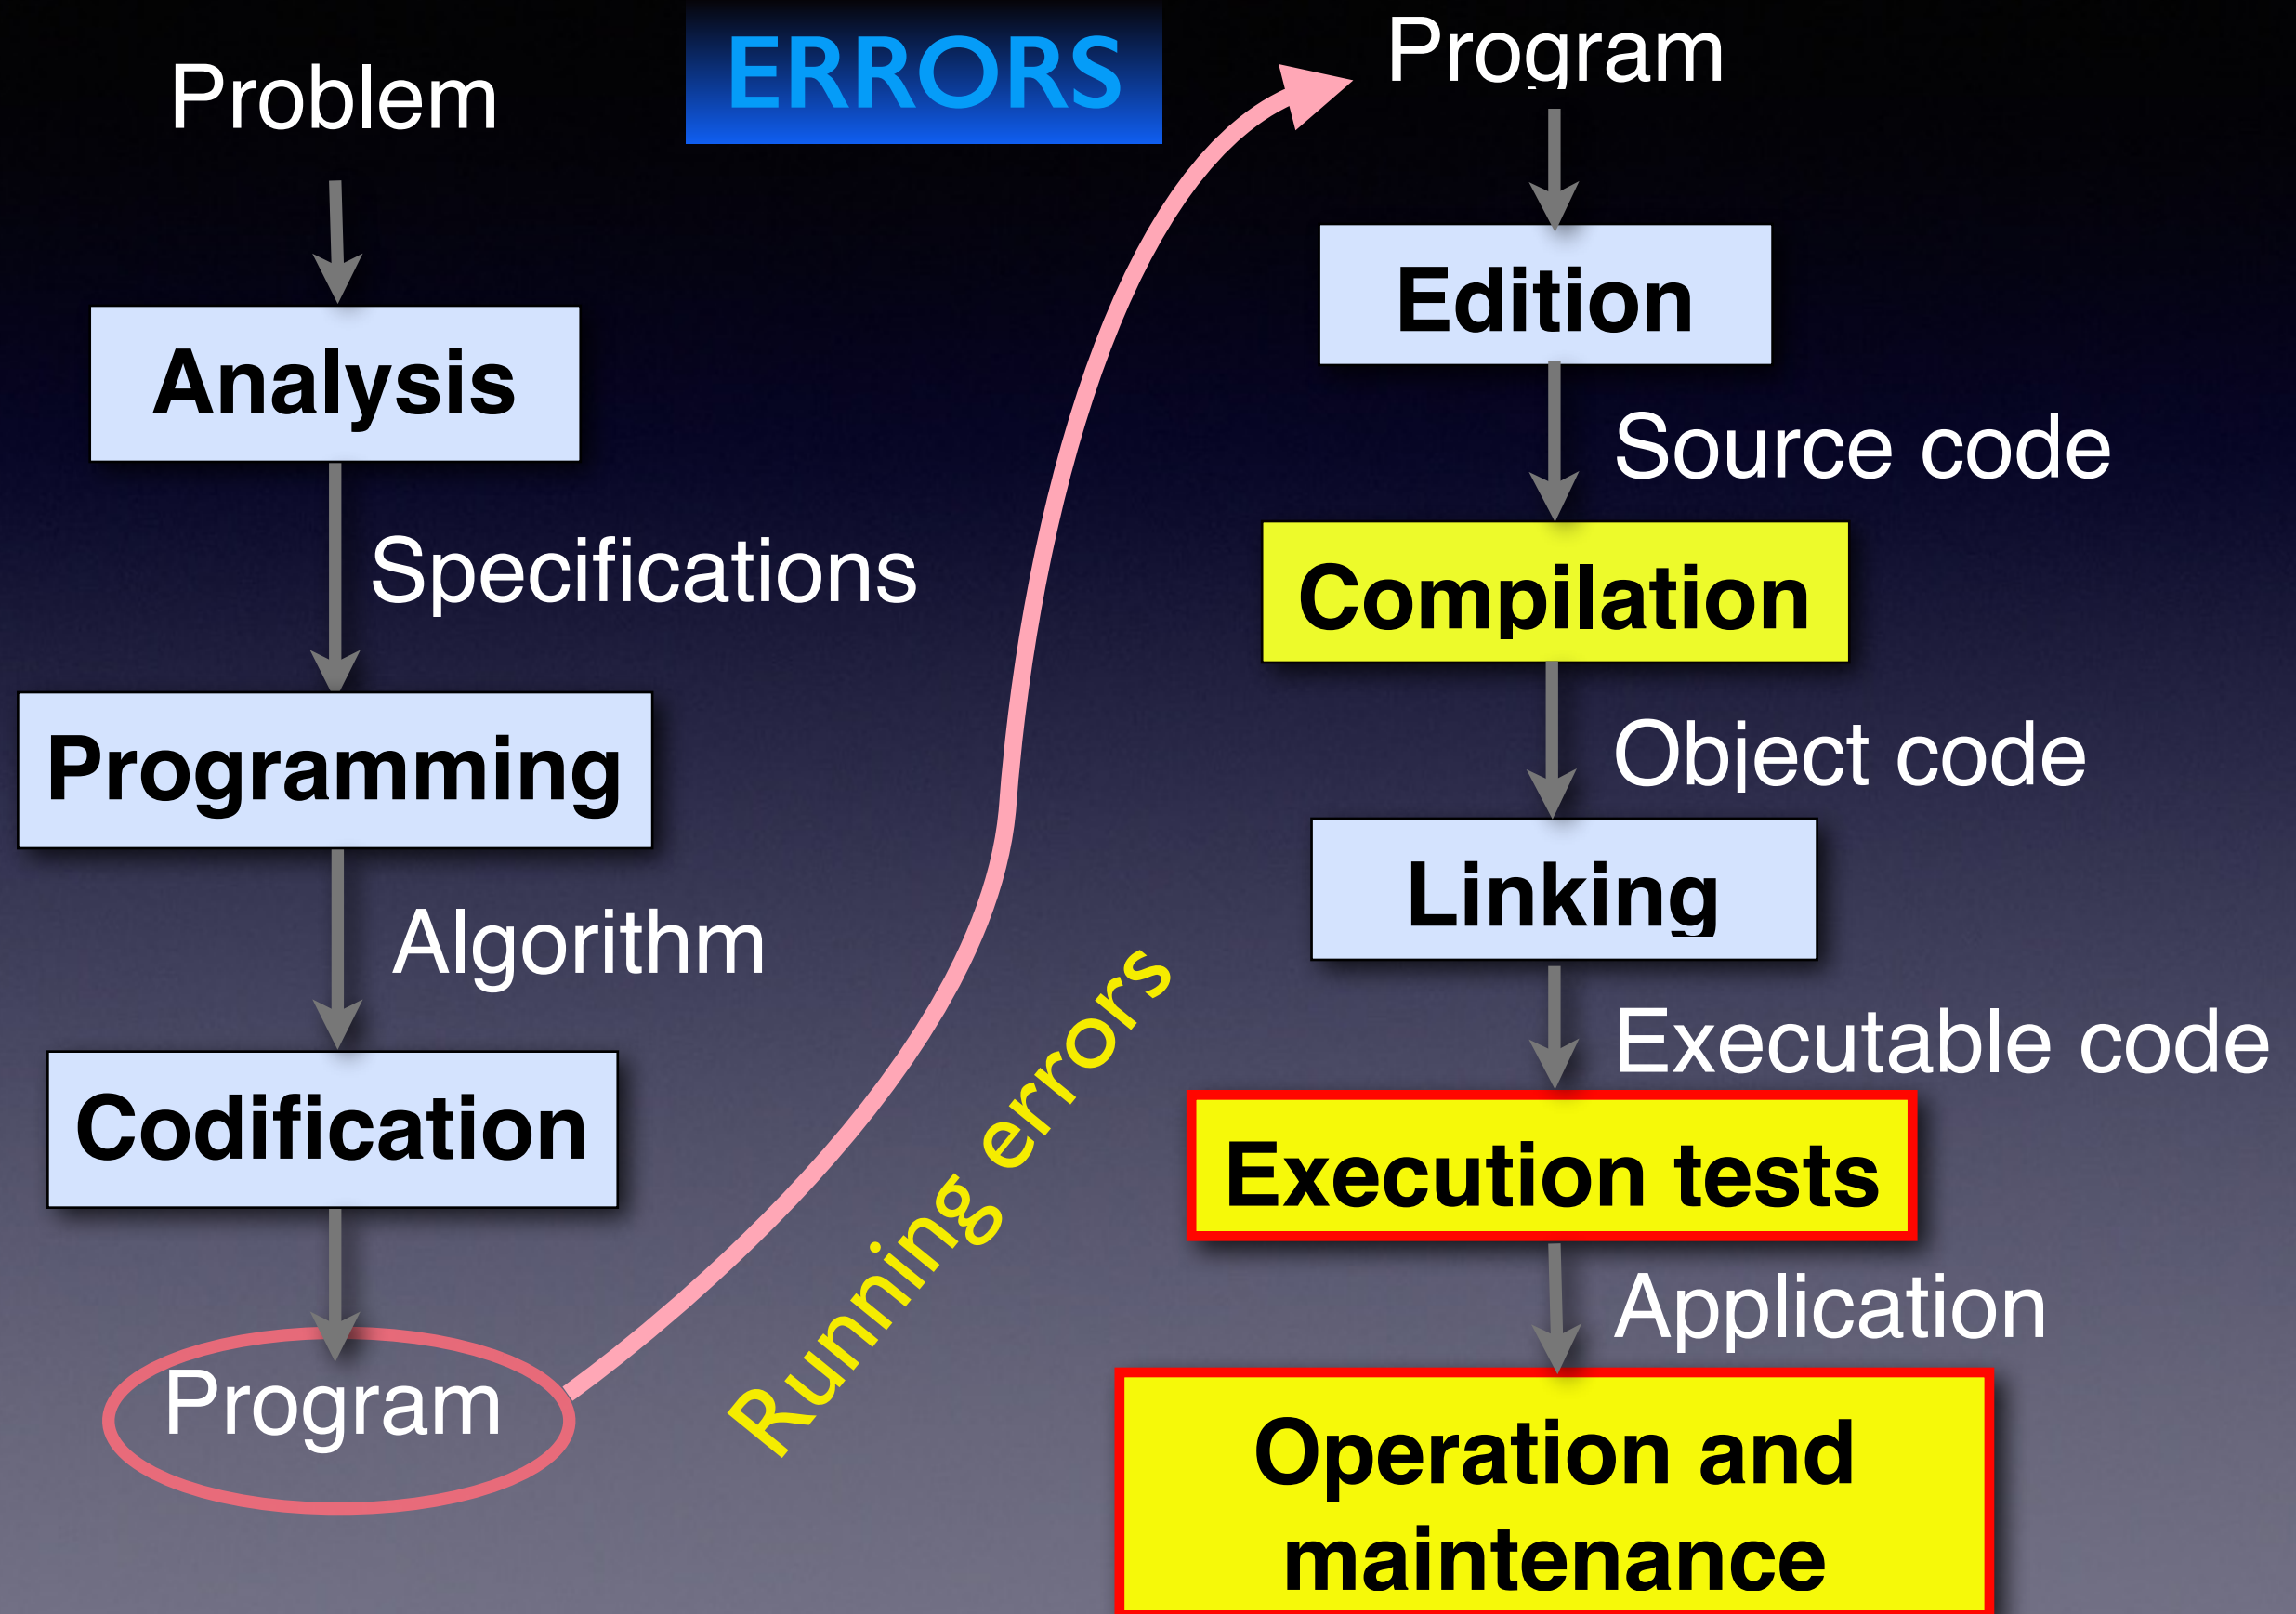 ERRORS
Problem
Analysis
Specifications
Programming
Algorithm
Codification
Program
Running errors
Program
Edition
Source code
Compilation
Object code
Linking
Executable code
Execution tests
Application
Operation and
maintenance